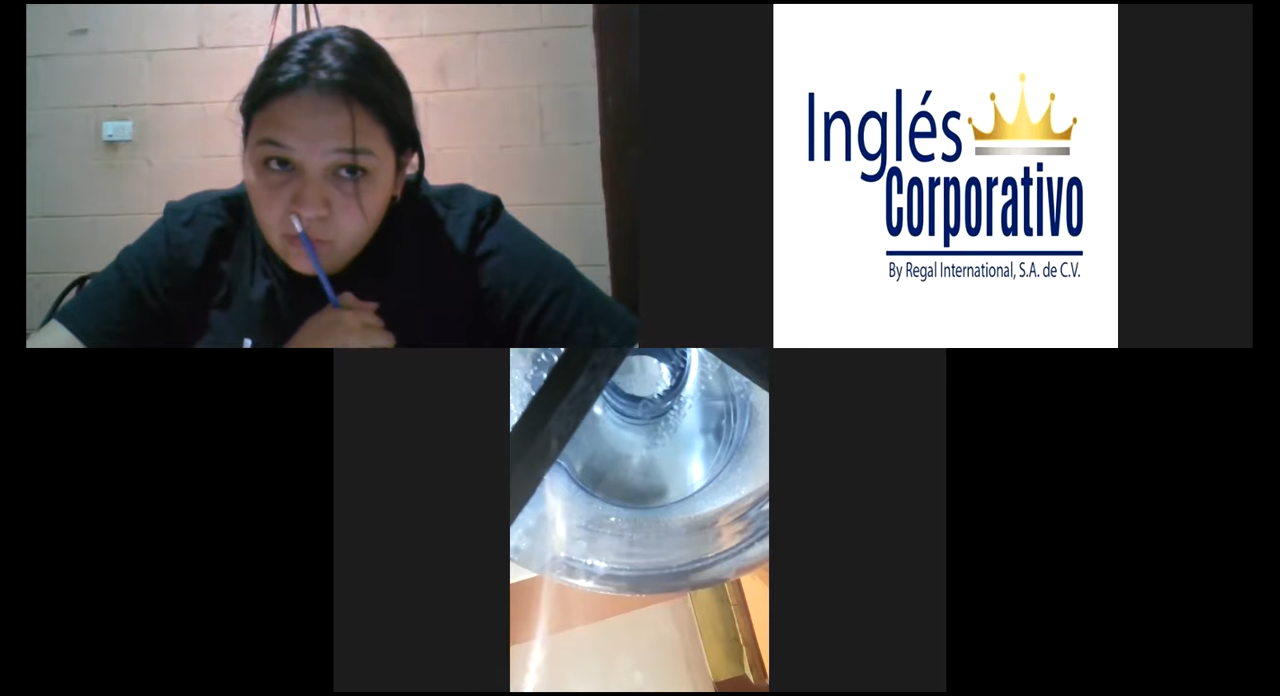 Inglés
Corporativo
By Regal International, S.A. de C.V.